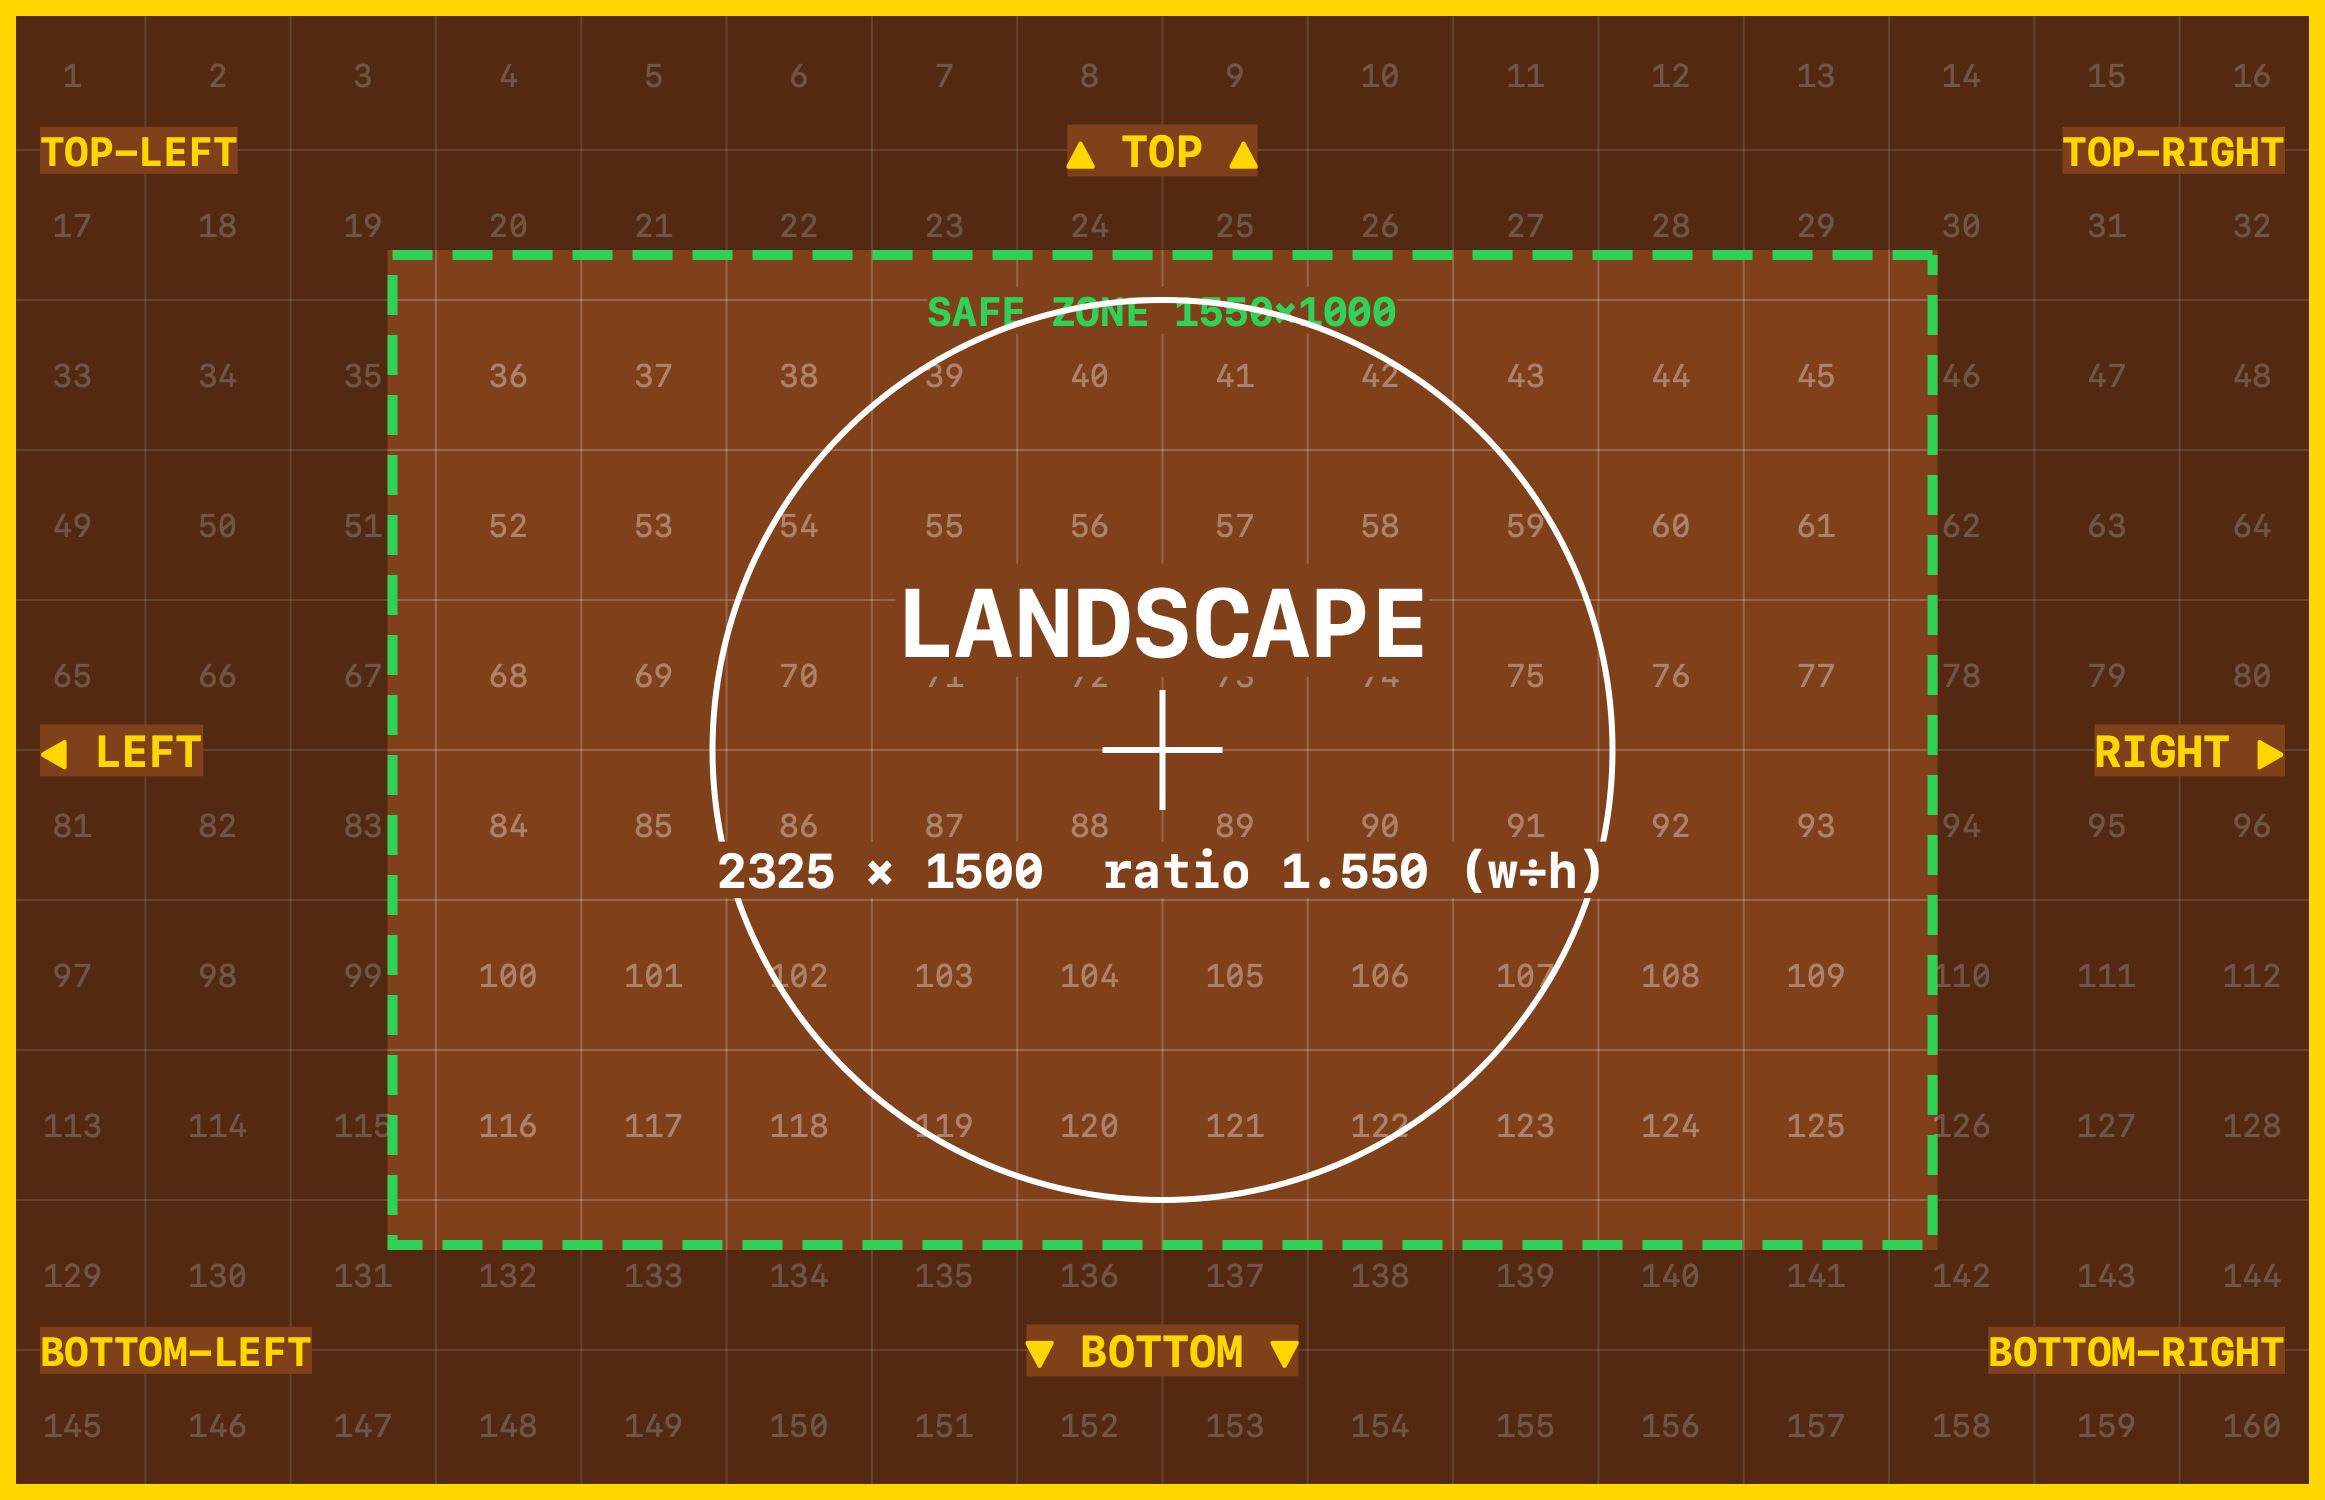 1 2 3 4 5 6 7 8 9 10 11 12 13 14 15 16
TOP-LEFT ▲ TOP ▲ TOP-RIGHT
17 18 19 20 21 22 23 24 25 26 27 28 29 30 31 32
SAFE ZONE 1550×1000
33 34 35 36 37 38 39 40 41 42 43 44 45 46 47 48
49 50 51 52 53 54 55 56 57 58 59 60 61 62 63 64
LANDSCAPE
65 66 67 68 69 70 71 72 73 74 75 76 77 78 79 80
◀ LEFT RIGHT ▶
81 82 83 84 85 86 87 88 89 90 91 92 93 94 95 96
2325 × 1500 ratio 1.550 (w÷h)
97 98 99 100 101 102 103 104 105 106 107 108 109 110 111 112
113 114 115 116 117 118 119 120 121 122 123 124 125 126 127 128
129 130 131 132 133 134 135 136 137 138 139 140 141 142 143 144
BOTTOM-LEFT ▼ BOTTOM ▼ BOTTOM-RIGHT
145 146 147 148 149 150 151 152 153 154 155 156 157 158 159 160